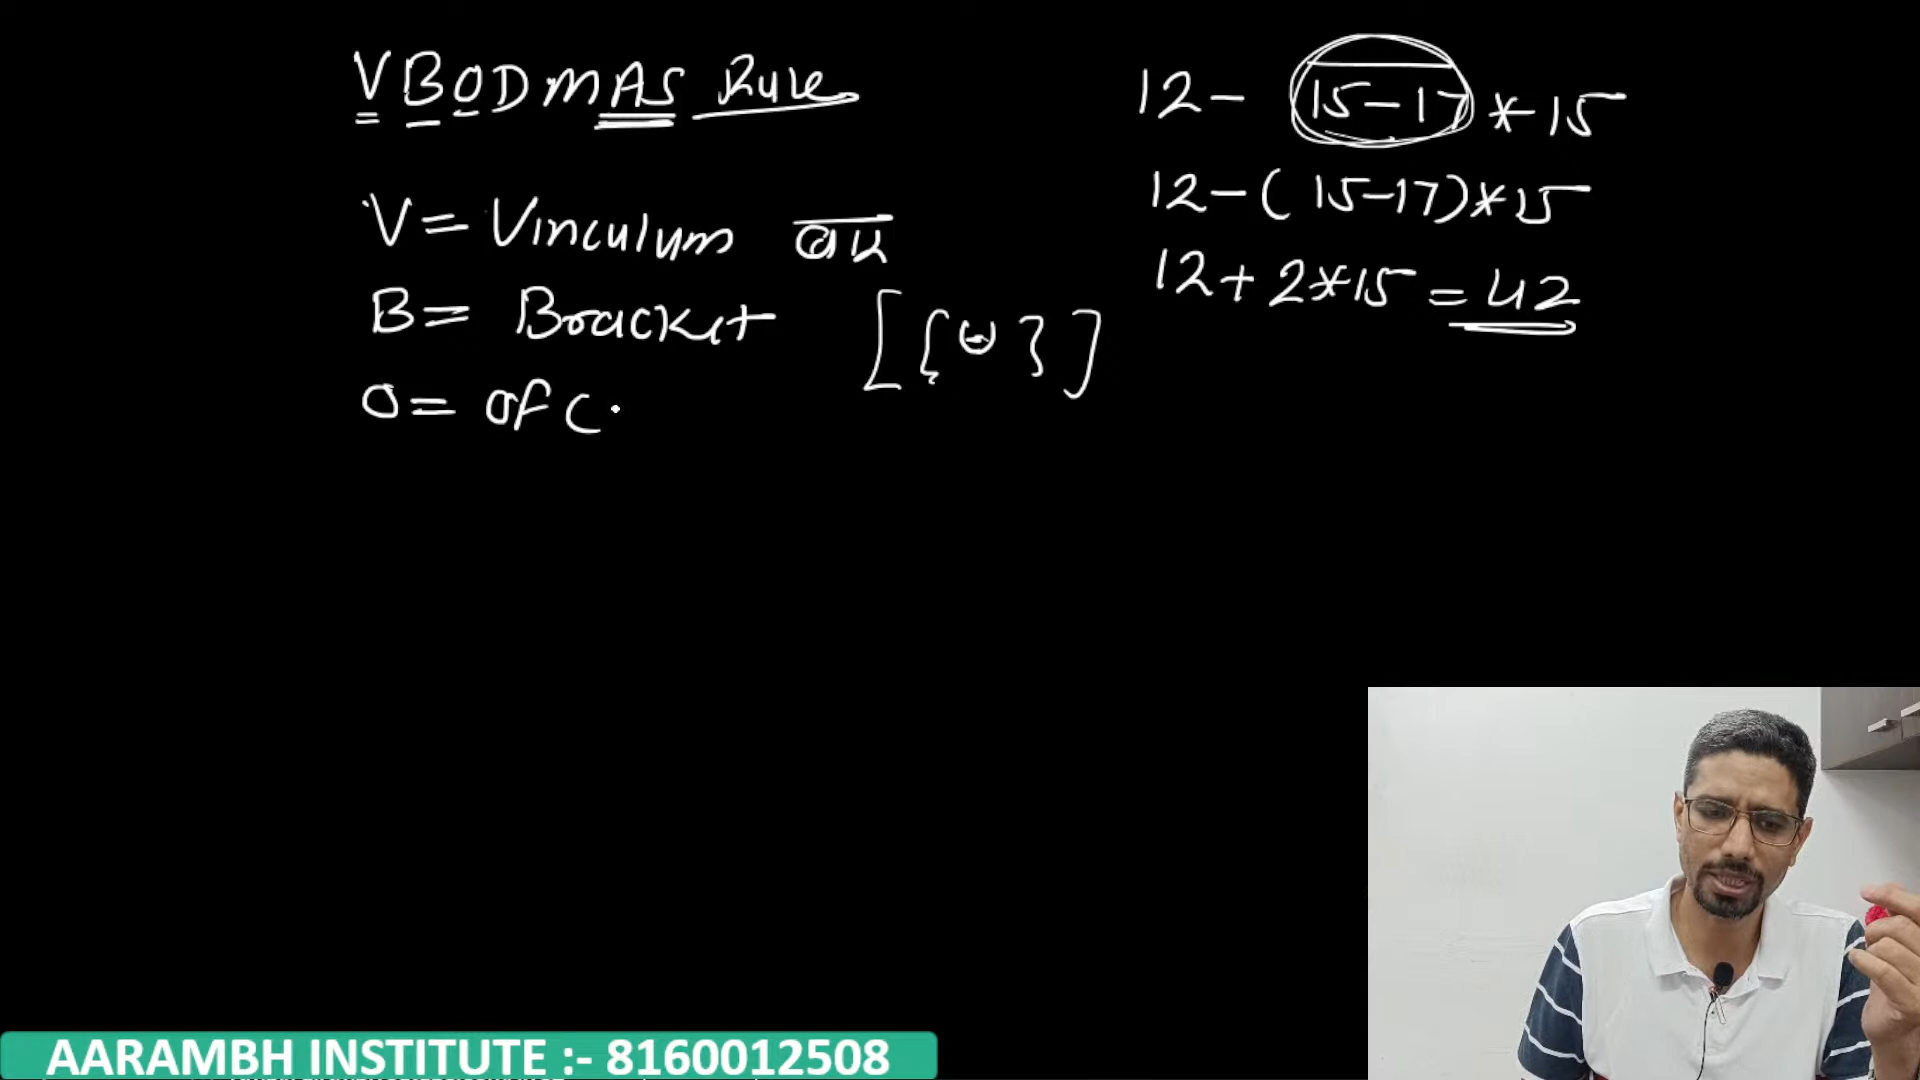 VBODMAS Rule
V = Vinculum
B = Bracket [{()}]
O = of (
12 - 15-17 * 15
12 - (15-17) * 15
12 + 2 * 15 = 42
AARAMBH INSTITUTE :- 8160012508